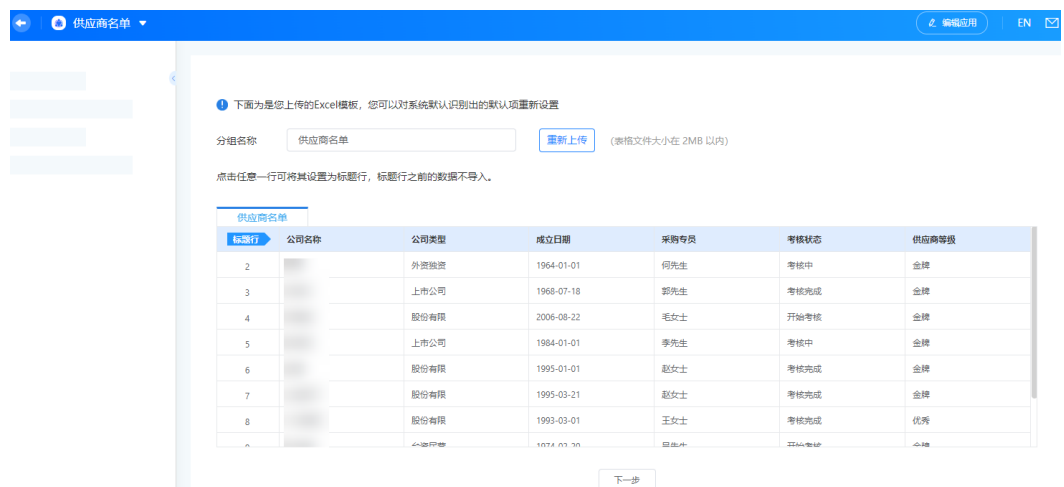 供应商名单
编辑应用
EN
下面为是您上传的Excel模板，您可以对系统默认识别出的默认项重新设置
分组名称 供应商名单 重新上传 (表格文件大小在 2MB 以内)
点击任意一行可将其设置为标题行，标题行之前的数据不导入。
供应商名单
标题行 公司名称 公司类型 成立日期 采购专员 考核状态 供应商等级
2 外资独资 1964-01-01 何先生 考核中 金牌
3 上市公司 1968-07-18 郭先生 考核完成 金牌
4 股份有限 2006-08-22 毛女士 开始考核 金牌
5 上市公司 1984-01-01 李先生 考核中 金牌
6 股份有限 1995-01-01 赵女士 考核完成 金牌
7 股份有限 1995-03-21 赵女士 考核完成 金牌
8 股份有限 1993-03-01 王女士 考核完成 优秀
下一步